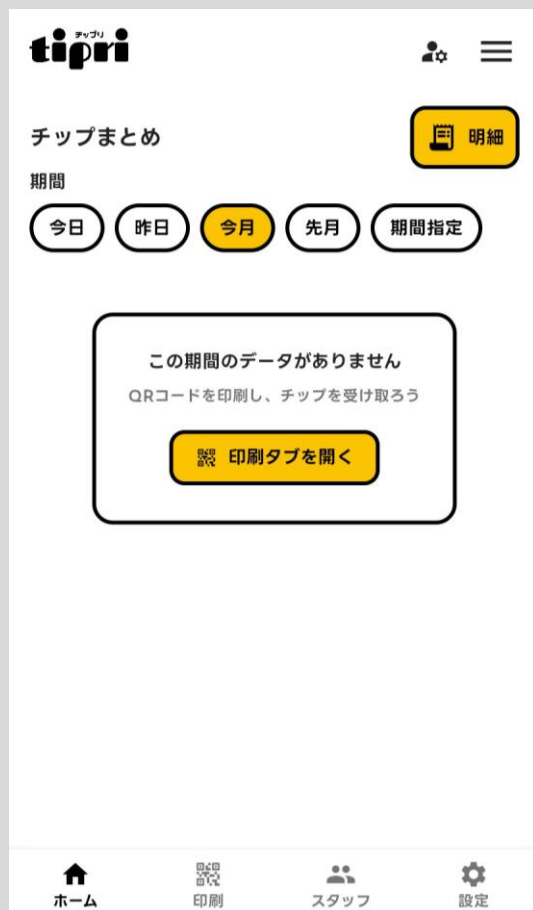 チップリ
tipri
チップまとめ
明細
期間
今日 昨日 今月 先月 期間指定
この期間のデータがありません
QRコードを印刷し、チップを受け取ろう
印刷タブを開く
ホーム 印刷 スタッフ 設定